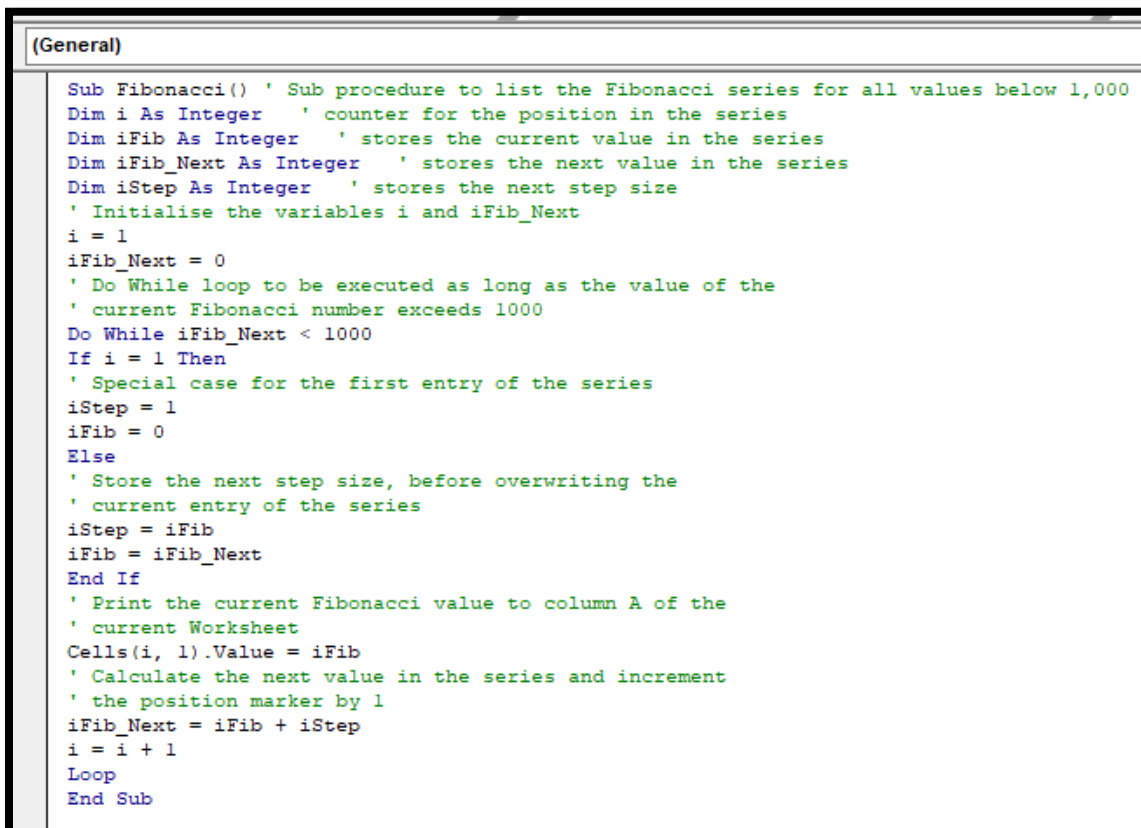 (General)
Sub Fibonacci() ' Sub procedure to list the Fibonacci series for all values below 1,000
Dim i As Integer   ' counter for the position in the series
Dim iFib As Integer   ' stores the current value in the series
Dim iFib_Next As Integer   ' stores the next value in the series
Dim iStep As Integer   ' stores the next step size
' Initialise the variables i and iFib_Next
i = 1
iFib_Next = 0
' Do While loop to be executed as long as the value of the
' current Fibonacci number exceeds 1000
Do While iFib_Next < 1000
If i = 1 Then
' Special case for the first entry of the series
iStep = 1
iFib = 0
Else
' Store the next step size, before overwriting the
' current entry of the series
iStep = iFib
iFib = iFib_Next
End If
' Print the current Fibonacci value to column A of the
' current Worksheet
Cells(i, 1).Value = iFib
' Calculate the next value in the series and increment
' the position marker by 1
iFib_Next = iFib + iStep
i = i + 1
Loop
End Sub